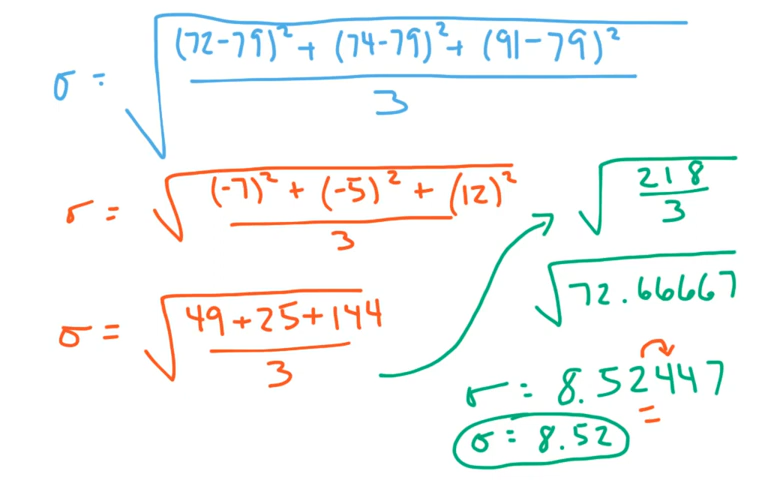 σ = √((72-79)² + (74-79)² + (91-79)² / 3)
σ = √((-7)² + (-5)² + (12)² / 3)
σ = √(49+25+144 / 3)
√(218 / 3)
√72.66667
σ = 8.52447
σ = 8.52